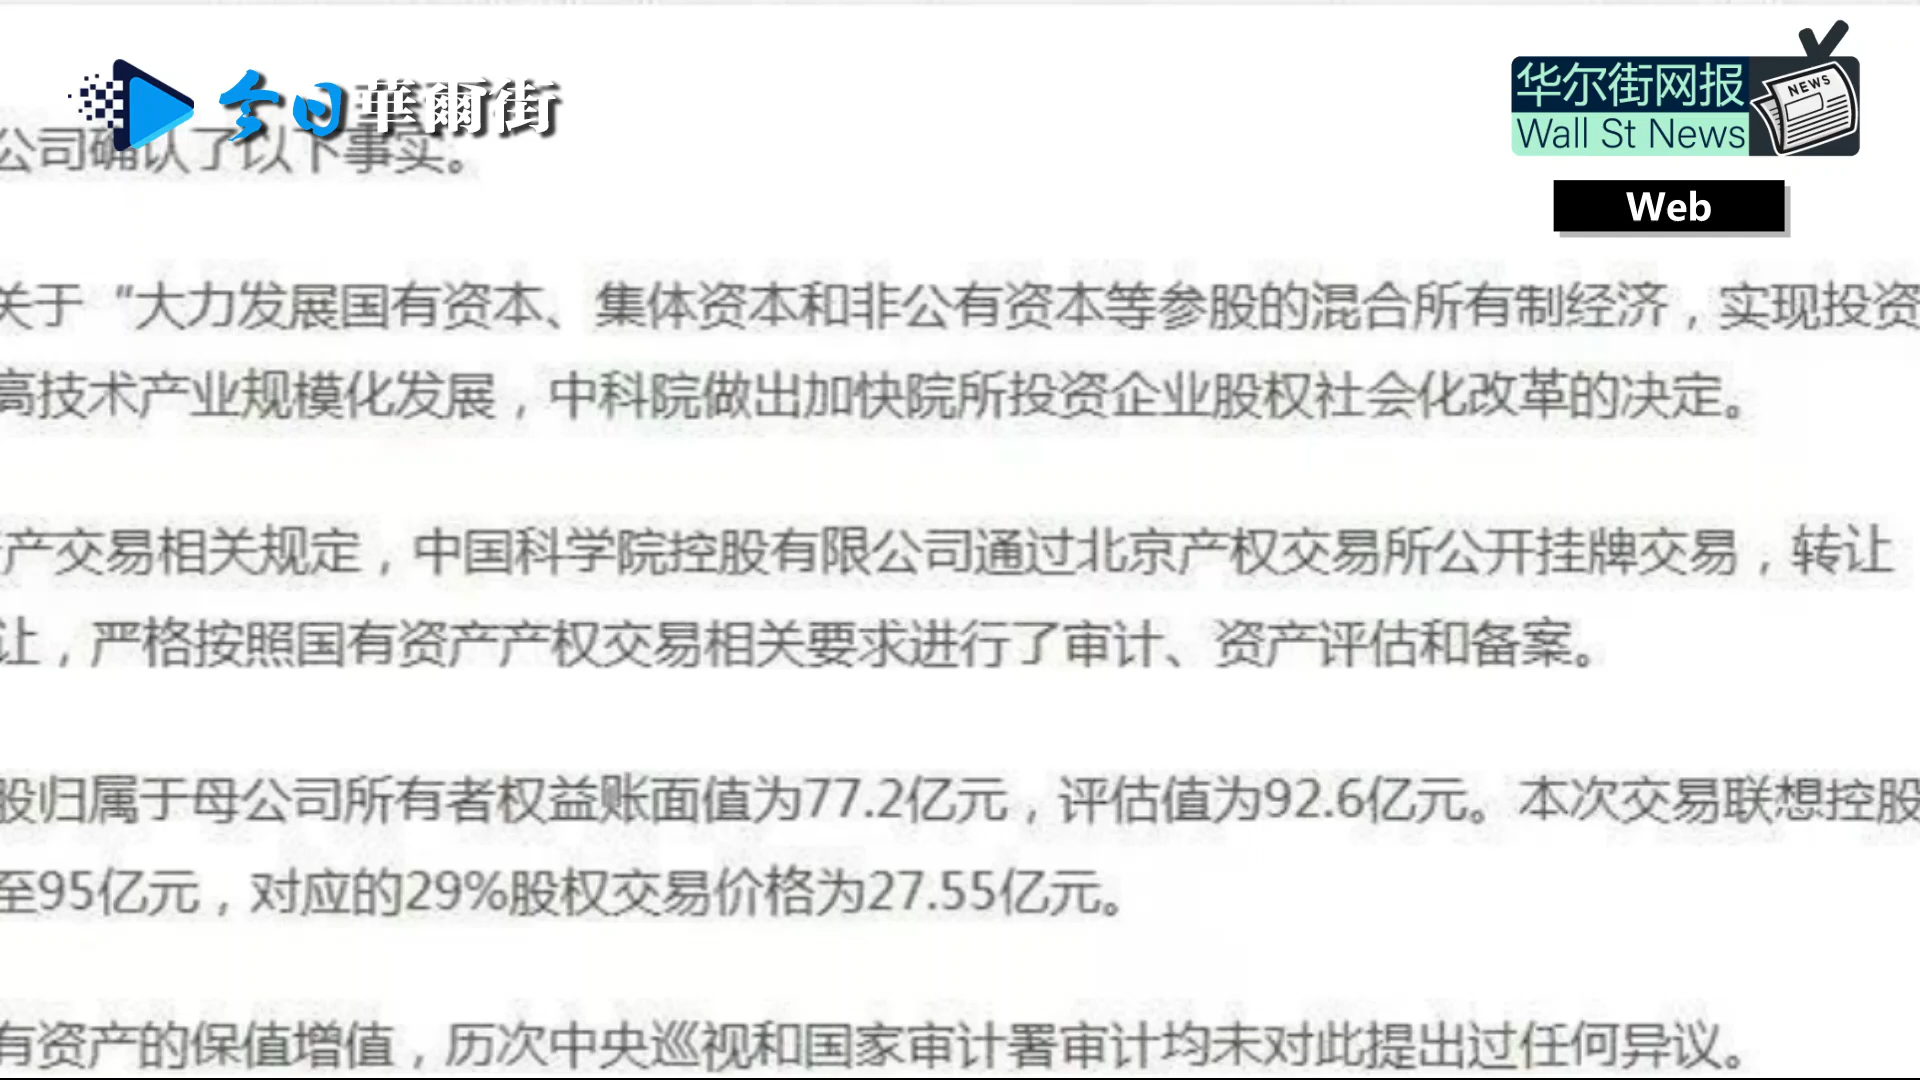 今日華爾街
华尔街网报
Wall St News
NEWS
Web
公司确认了以下事实。
关于“大力发展国有资本、集体资本和非公有资本等参股的混合所有制经济，实现投资
高技术产业规模化发展，中科院做出加快院所投资企业股权社会化改革的决定。
产交易相关规定，中国科学院控股有限公司通过北京产权交易所公开挂牌交易，转让
让，严格按照国有资产产权交易相关要求进行了审计、资产评估和备案。
股归属于母公司所有者权益账面值为77.2亿元，评估值为92.6亿元。本次交易联想控股
至95亿元，对应的29%股权交易价格为27.55亿元。
有资产的保值增值，历次中央巡视和国家审计署审计均未对此提出过任何异议。